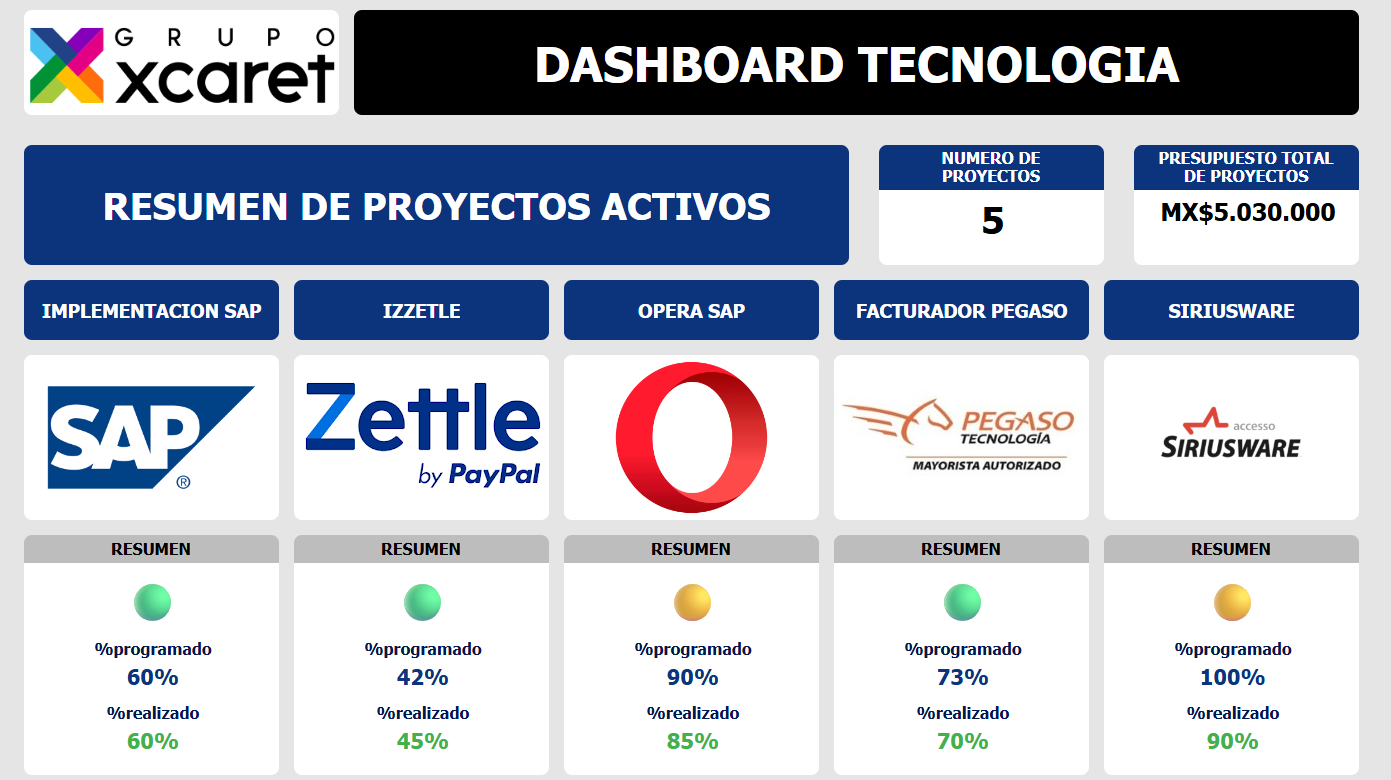 GRUPO
xcaret
DASHBOARD TECNOLOGIA
RESUMEN DE PROYECTOS ACTIVOS
NUMERO DE
PROYECTOS
5
PRESUPUESTO TOTAL
DE PROYECTOS
MX$5.030.000
IMPLEMENTACION SAP
IZZETLE
OPERA SAP
FACTURADOR PEGASO
SIRIUSWARE
SAP
®
Zettle
by PayPal
PEGASO
TECNOLOGÍA
MAYORISTA AUTORIZADO
accesso
SIRIUSWARE
RESUMEN
%programado
60%
%realizado
60%
RESUMEN
%programado
42%
%realizado
45%
RESUMEN
%programado
90%
%realizado
85%
RESUMEN
%programado
73%
%realizado
70%
RESUMEN
%programado
100%
%realizado
90%